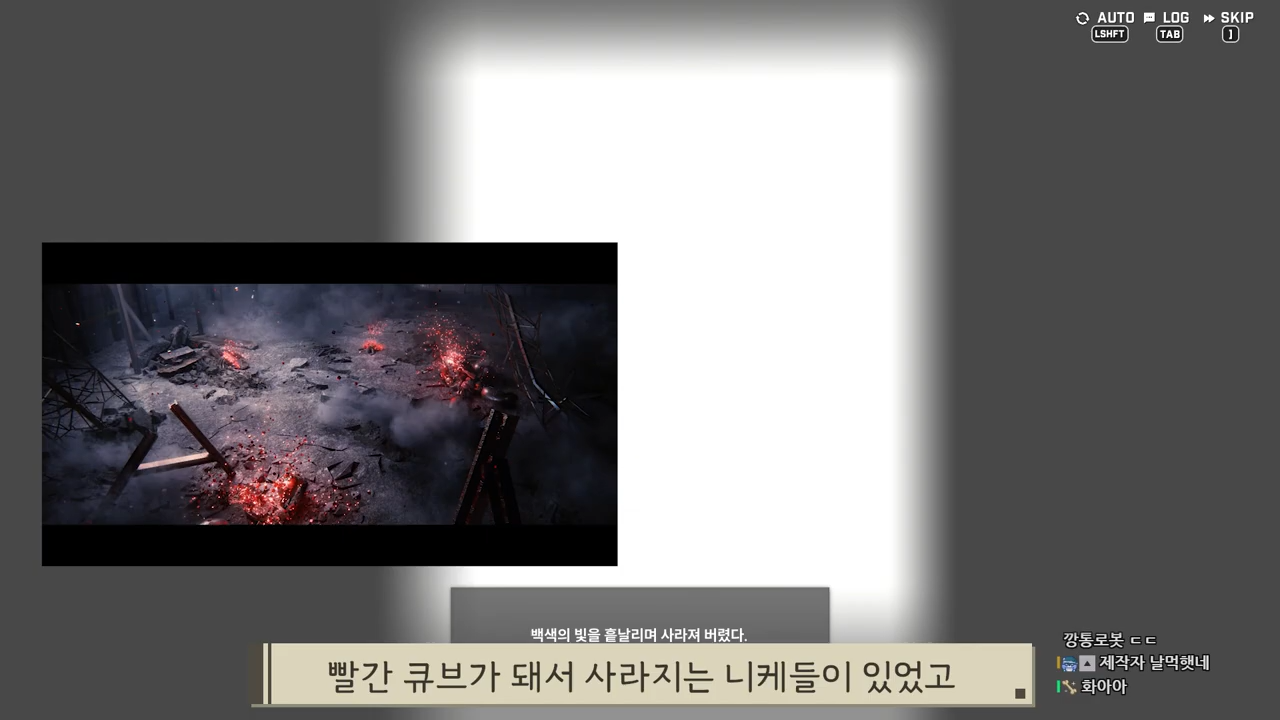 AUTO LOG SKIP
LSHFT TAB ]
백색의 빛을 흩날리며 사라져 버렸다.
빨간 큐브가 돼서 사라지는 니케들이 있었고
깡통로봇 ㄷㄷ
제작자 날먹햇네
화아아